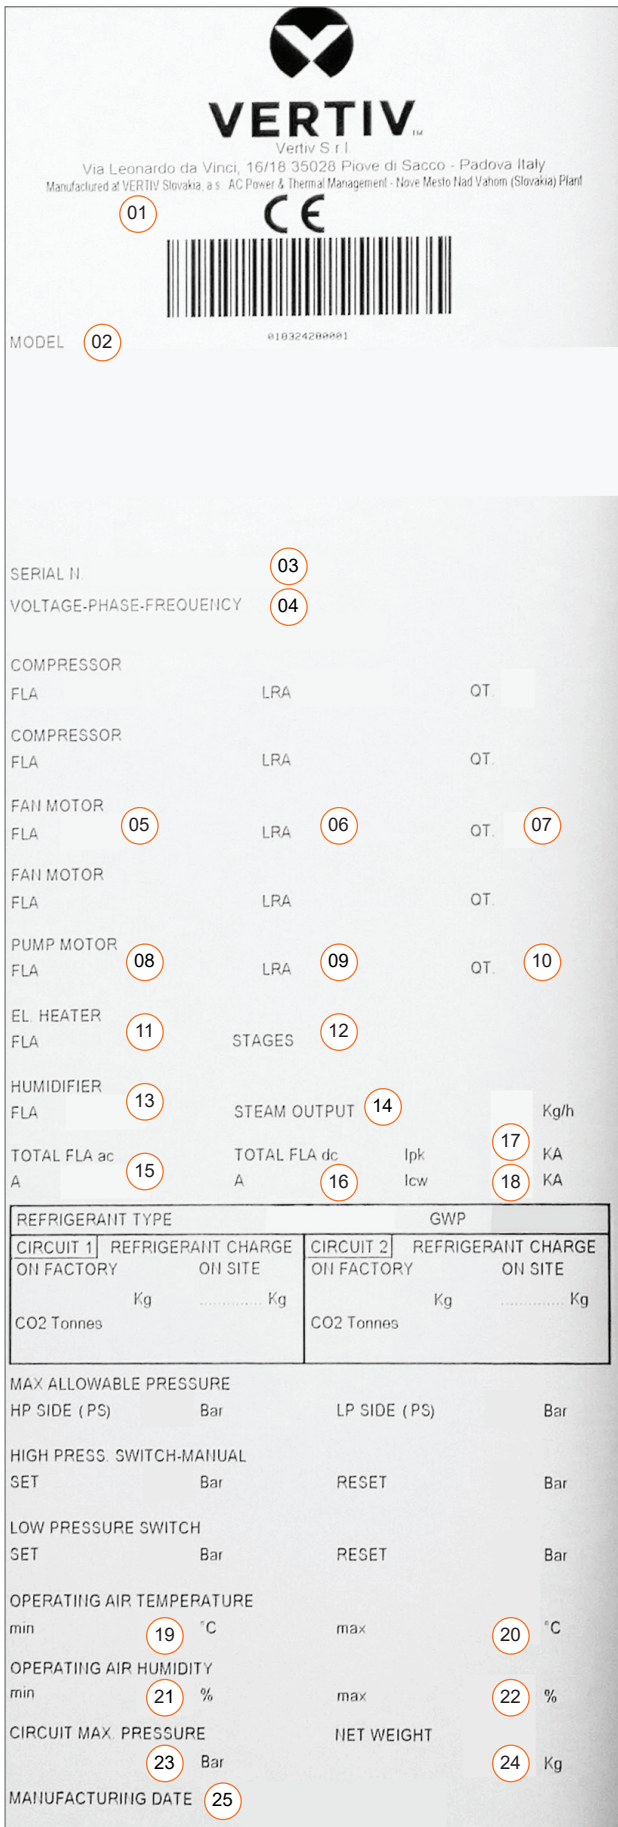 VERTIV™
Vertiv S.r.l.
Via Leonardo da Vinci, 16/18 35028 Piove di Sacco - Padova Italy
Manufactured at VERTIV Slovakia, a.s. AC Power & Thermal Management - Nove Mesto Nad Vahom (Slovakia) Plant
01 CE
018324280001
MODEL 02
SERIAL N. 03
VOLTAGE-PHASE-FREQUENCY 04
COMPRESSOR
FLA LRA QT.
COMPRESSOR
FLA LRA QT.
FAN MOTOR
FLA 05 LRA 06 QT. 07
FAN MOTOR
FLA LRA QT.
PUMP MOTOR
FLA 08 LRA 09 QT. 10
EL. HEATER
FLA 11 STAGES 12
HUMIDIFIER
FLA 13 STEAM OUTPUT 14 Kg/h
TOTAL FLA ac TOTAL FLA dc Ipk 17 KA
A 15 A 16 Icw 18 KA
REFRIGERANT TYPE GWP
CIRCUIT 1 REFRIGERANT CHARGE CIRCUIT 2 REFRIGERANT CHARGE
ON FACTORY ON SITE ON FACTORY ON SITE
Kg .............. Kg Kg .............. Kg
CO2 Tonnes CO2 Tonnes
MAX ALLOWABLE PRESSURE
HP SIDE ( PS) Bar LP SIDE ( PS) Bar
HIGH PRESS. SWITCH-MANUAL
SET Bar RESET Bar
LOW PRESSURE SWITCH
SET Bar RESET Bar
OPERATING AIR TEMPERATURE
min 19 °C max 20 °C
OPERATING AIR HUMIDITY
min 21 % max 22 %
CIRCUIT MAX. PRESSURE NET WEIGHT
23 Bar 24 Kg
MANUFACTURING DATE 25